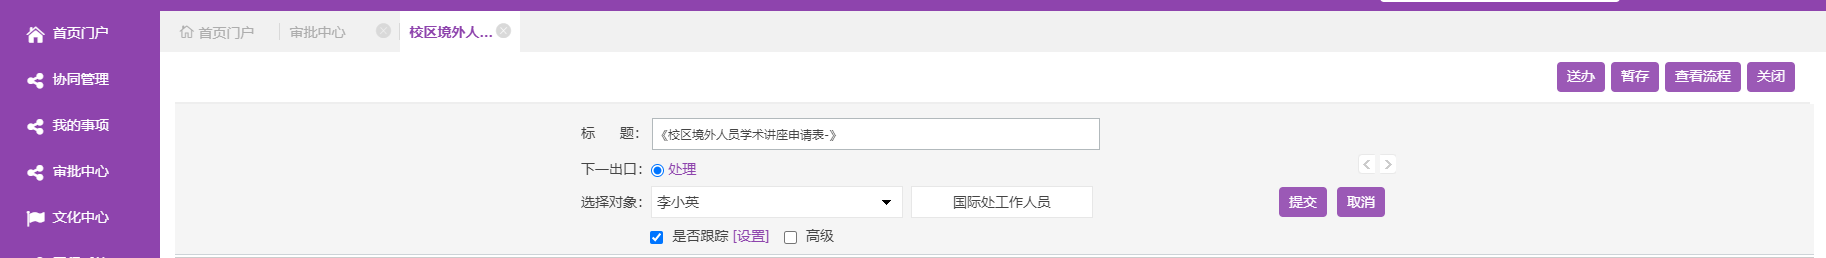 首页门户
协同管理
我的事项
审批中心
文化中心
首页门户 审批中心 校区境外人...
送办 暂存 查看流程 关闭
标 题： 《校区境外人员学术讲座申请表-》
下一出口： 处理
选择对象： 李小英 国际处工作人员 提交 取消
是否跟踪 [设置] 高级